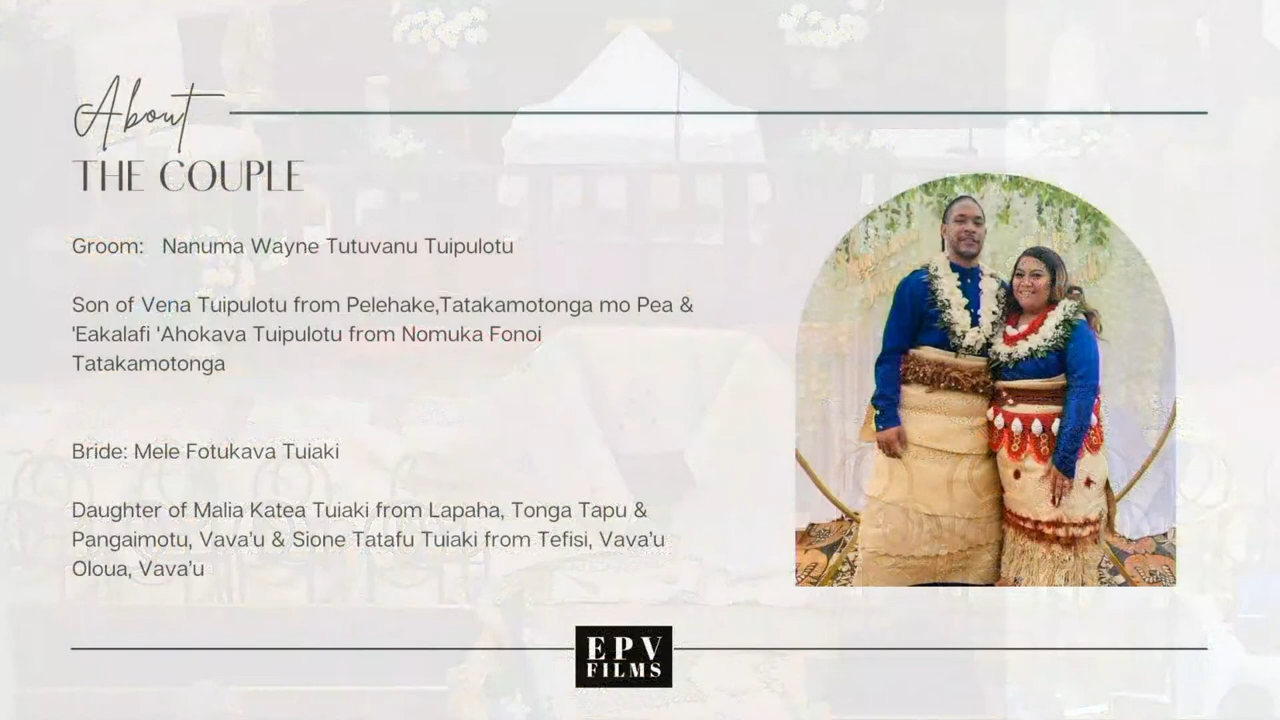 About
THE COUPLE
Groom: Nanuma Wayne Tutuvanu Tuipulotu
Son of Vena Tuipulotu from Pelehake,Tatakamotonga mo Pea &
'Eakalafi 'Ahokava Tuipulotu from Nomuka Fonoi
Tatakamotonga
Bride: Mele Fotukava Tuiaki
Daughter of Malia Katea Tuiaki from Lapaha, Tonga Tapu &
Pangaimotu, Vava'u & Sione Tatafu Tuiaki from Tefisi, Vava'u
Oloua, Vava'u
EPV
FILMS